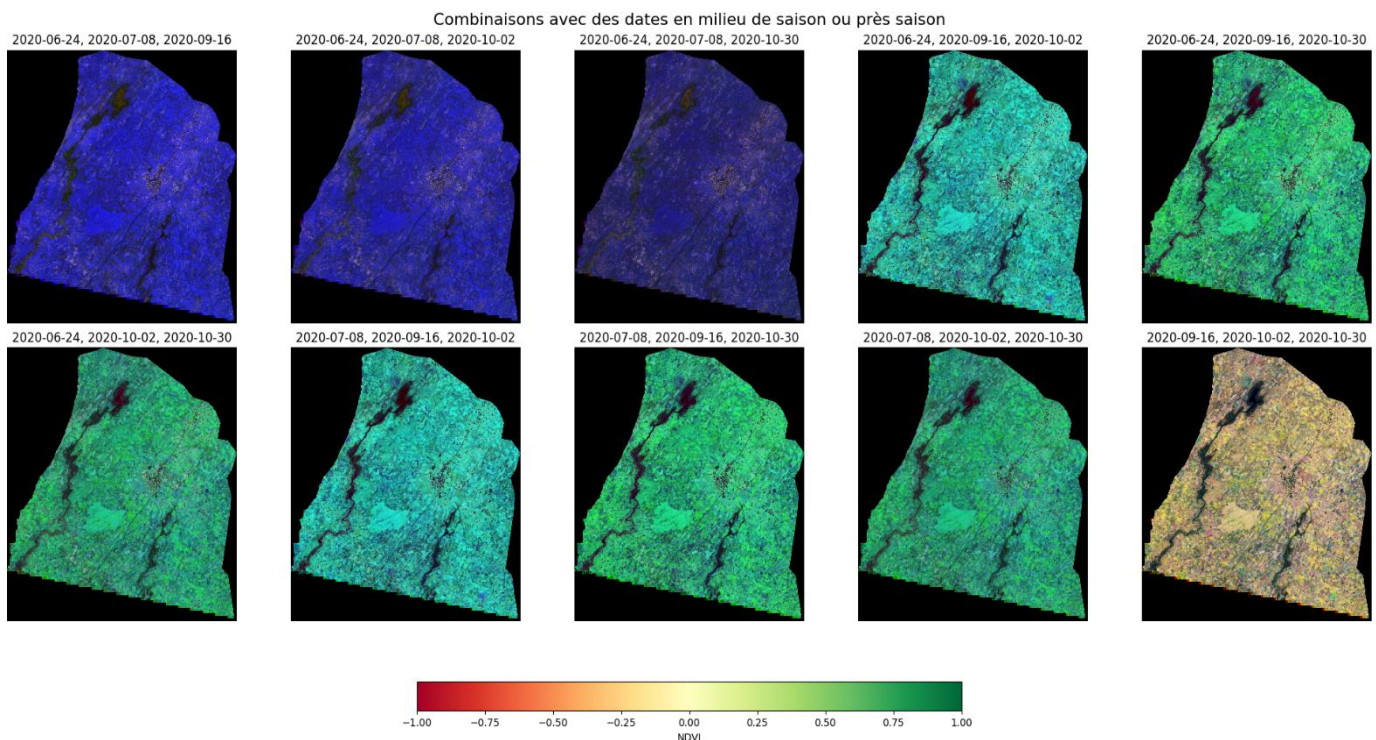 Combinaisons avec des dates en milieu de saison ou près saison
2020-06-24, 2020-07-08, 2020-09-16
2020-06-24, 2020-07-08, 2020-10-02
2020-06-24, 2020-07-08, 2020-10-30
2020-06-24, 2020-09-16, 2020-10-02
2020-06-24, 2020-09-16, 2020-10-30
2020-06-24, 2020-10-02, 2020-10-30
2020-07-08, 2020-09-16, 2020-10-02
2020-07-08, 2020-09-16, 2020-10-30
2020-07-08, 2020-10-02, 2020-10-30
2020-09-16, 2020-10-02, 2020-10-30
−1.00 −0.75 −0.50 −0.25 0.00 0.25 0.50 0.75 1.00
NDVI